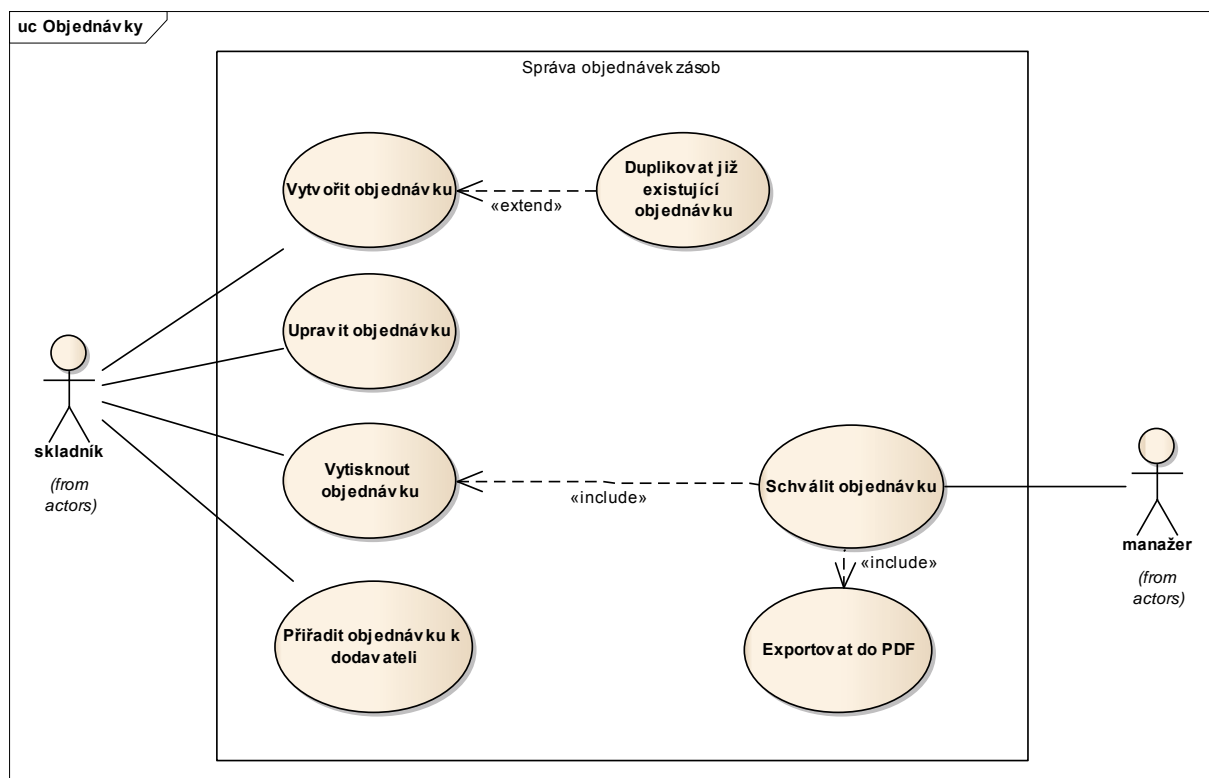 uc Objednávky
Správa objednávek zásob
Vytvořit objednávku
«extend»
Duplikovat již
existující
objednávku
Upravit objednávku
skladník
(from
actors)
Vytisknout
objednávku
«include»
Schválit objednávku
manažer
(from
actors)
«include»
Přiřadit objednávku k
dodavateli
Exportovat do PDF